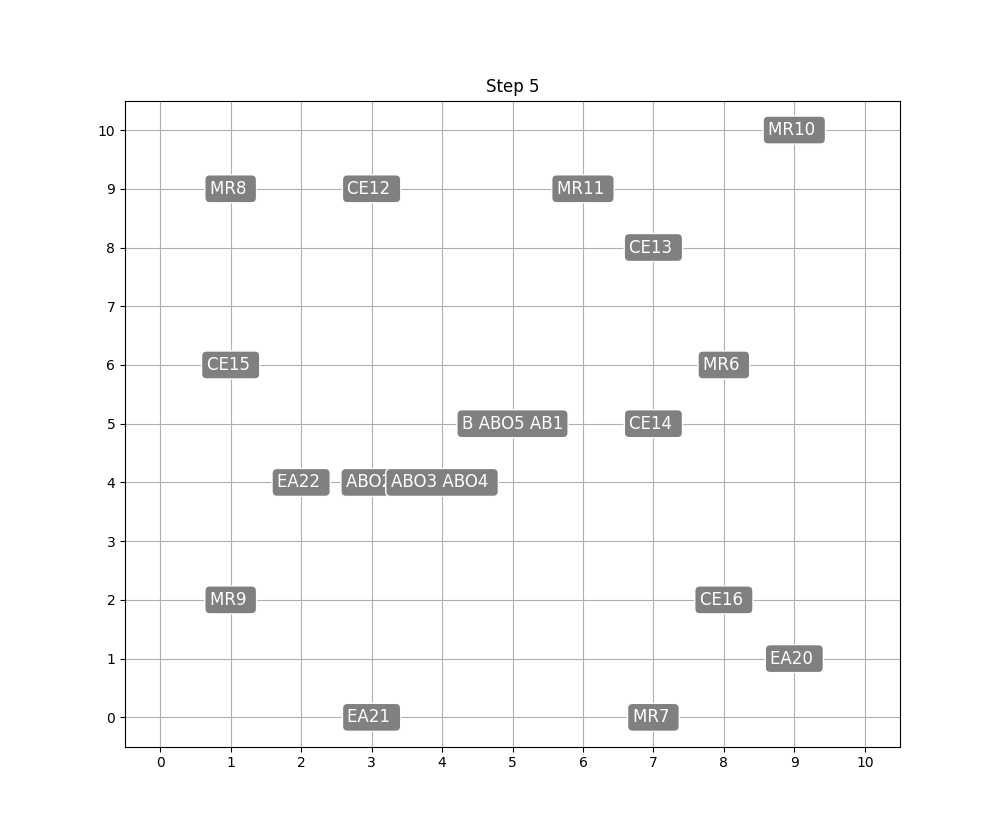 Step 5
10 MR10
9 MR8 CE12 MR11
8 CE13
7
6 CE15 MR6
5 B ABO5 AB1 CE14
4 EA22 ABO2 ABO3 ABO4
3
2 MR9 CE16
1 EA20
0 EA21 MR7
0 1 2 3 4 5 6 7 8 9 10